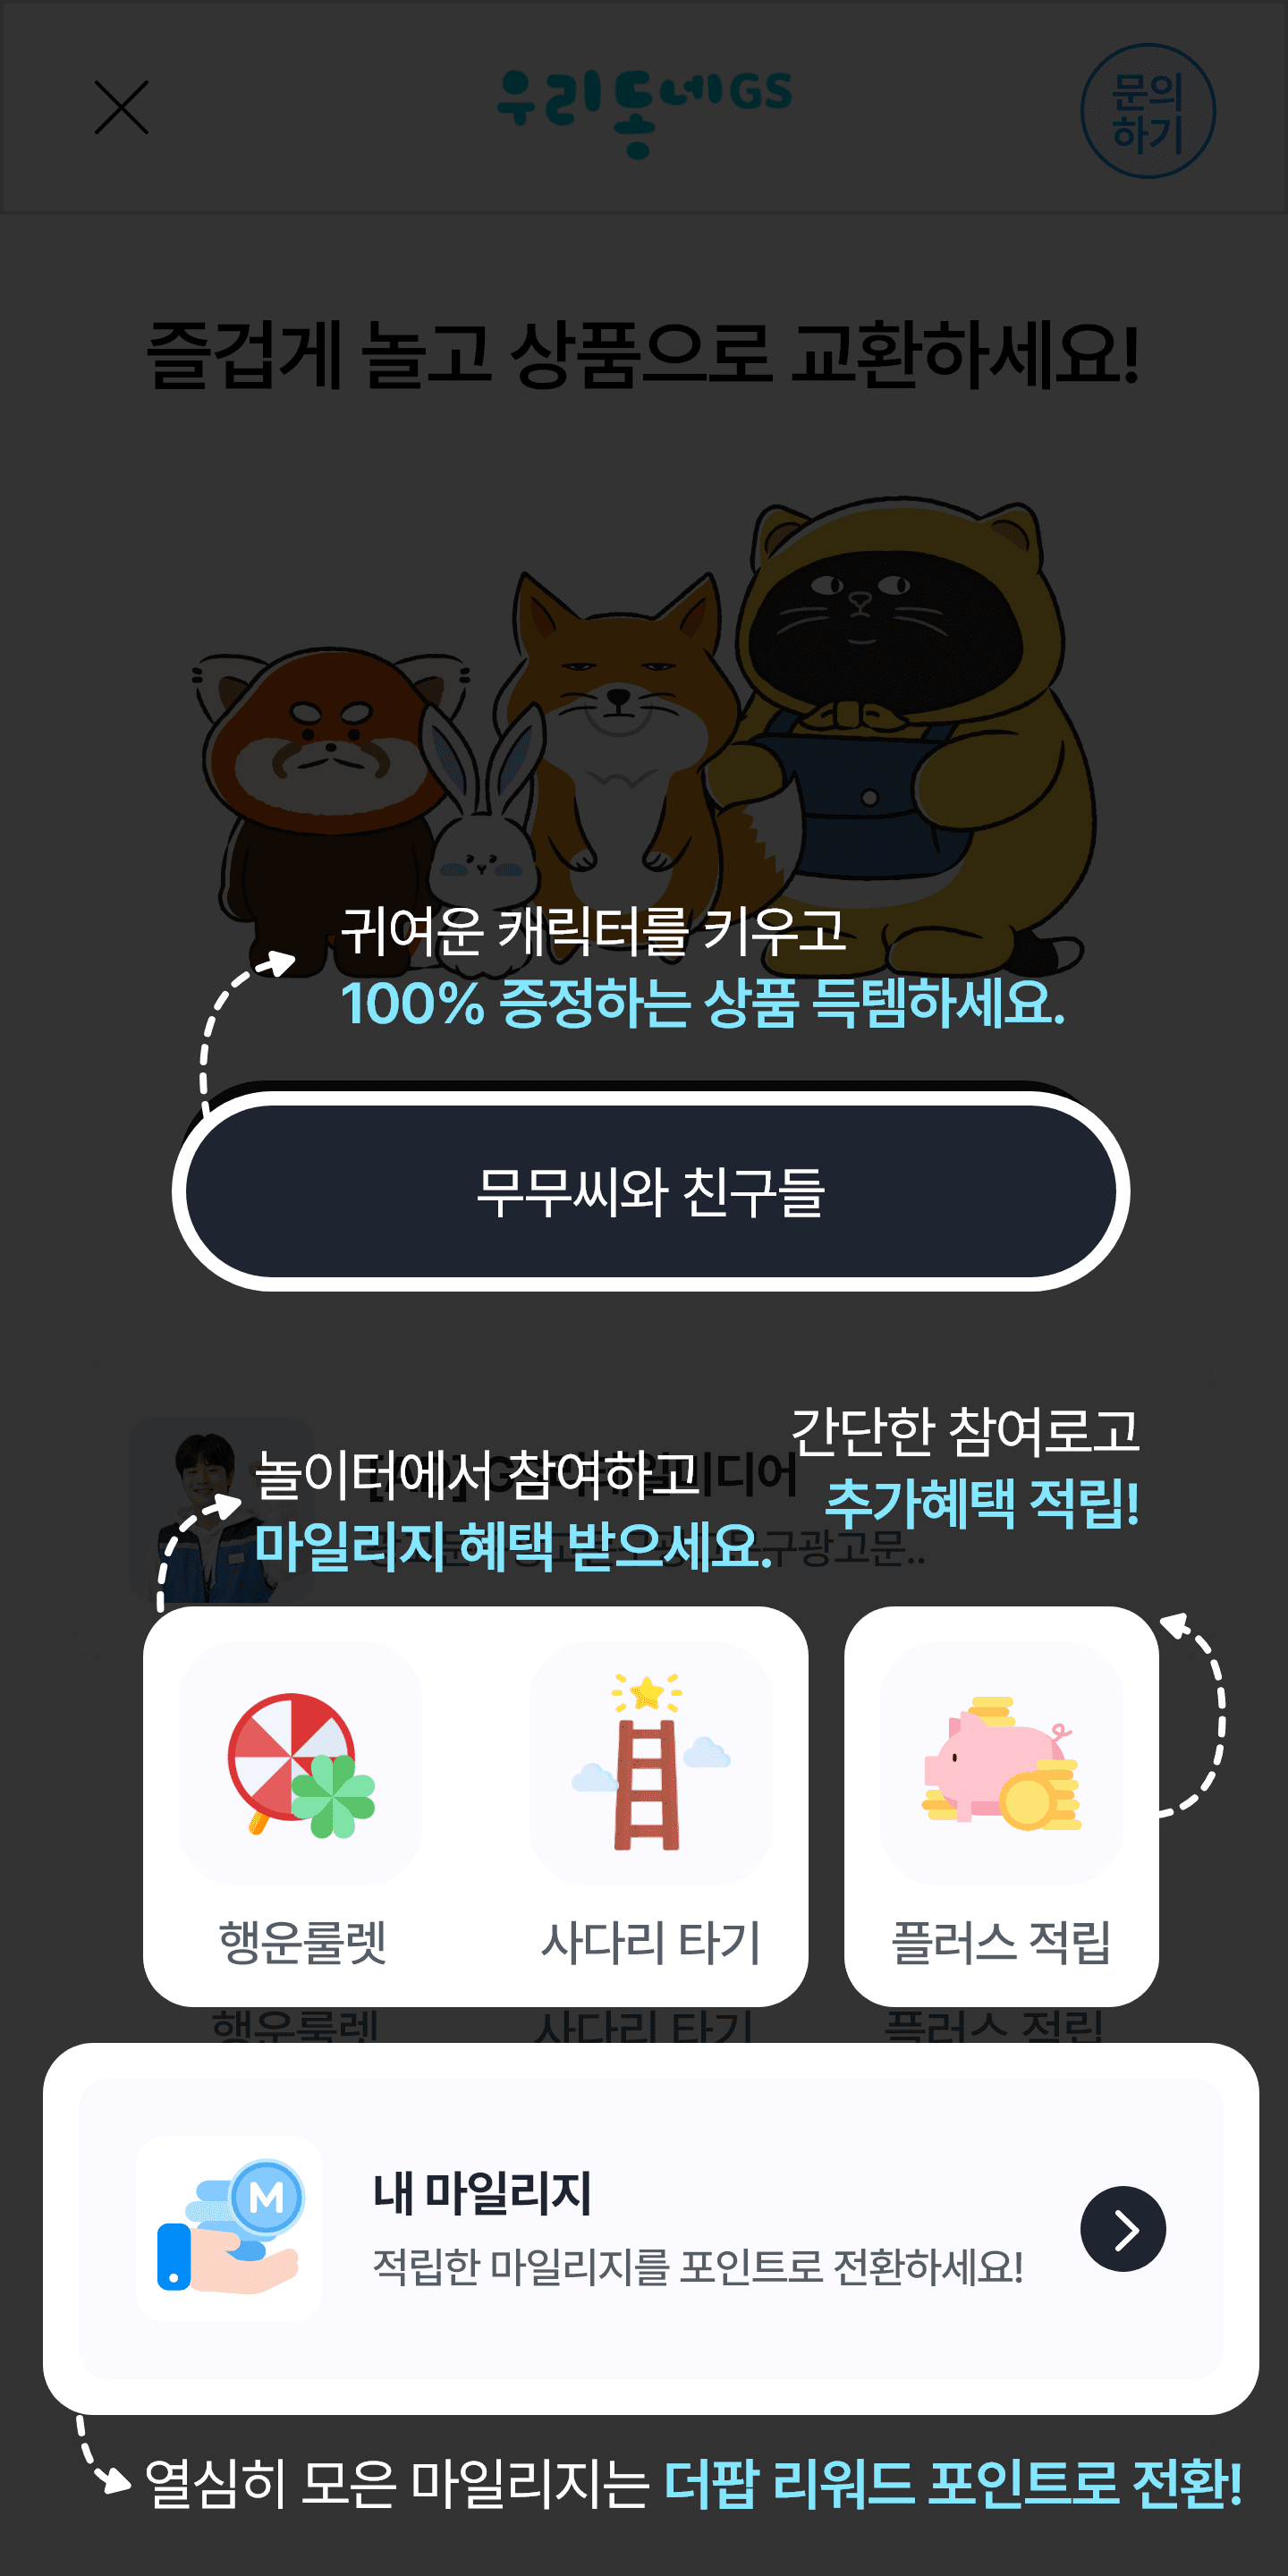 우리동네GS
문의
하기
즐겁게 놀고 상품으로 교환하세요!
귀여운 캐릭터를 키우고
100% 증정하는 상품 득템하세요.
무무씨와 친구들
간단한 참여로고
추가혜택 적립!
놀이터에서 참여하고
마일리지 혜택 받으세요.
행운룰렛
사다리 타기
플러스 적립
행운룰렛
사다리 타기
플러스 적립
내 마일리지
적립한 마일리지를 포인트로 전환하세요!
열심히 모은 마일리지는 더팝 리워드 포인트로 전환!